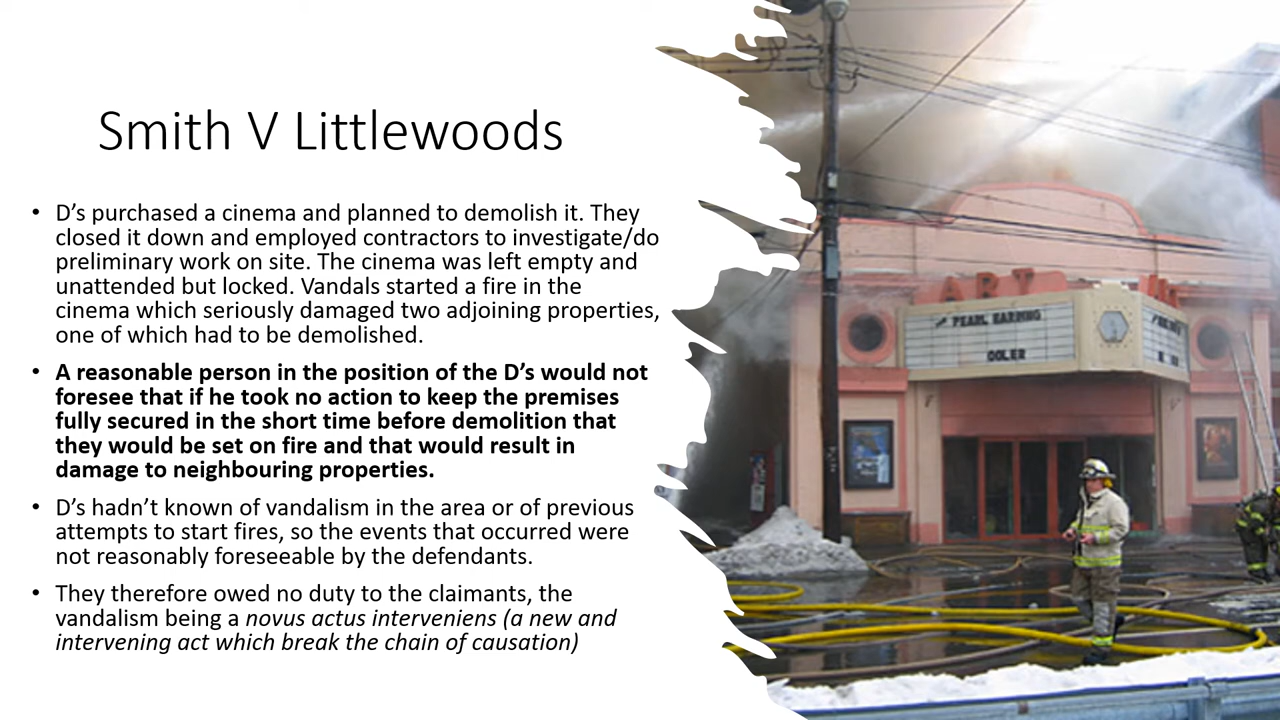 Smith V Littlewoods
• D’s purchased a cinema and planned to demolish it. They
closed it down and employed contractors to investigate/do
preliminary work on site. The cinema was left empty and
unattended but locked. Vandals started a fire in the
cinema which seriously damaged two adjoining properties,
one of which had to be demolished.
• A reasonable person in the position of the D’s would not
foresee that if he took no action to keep the premises
fully secured in the short time before demolition that
they would be set on fire and that would result in
damage to neighbouring properties.
• D’s hadn’t known of vandalism in the area or of previous
attempts to start fires, so the events that occurred were
not reasonably foreseeable by the defendants.
• They therefore owed no duty to the claimants, the
vandalism being a novus actus interveniens (a new and
intervening act which break the chain of causation)
ART
PEARL EARRING
OOLER